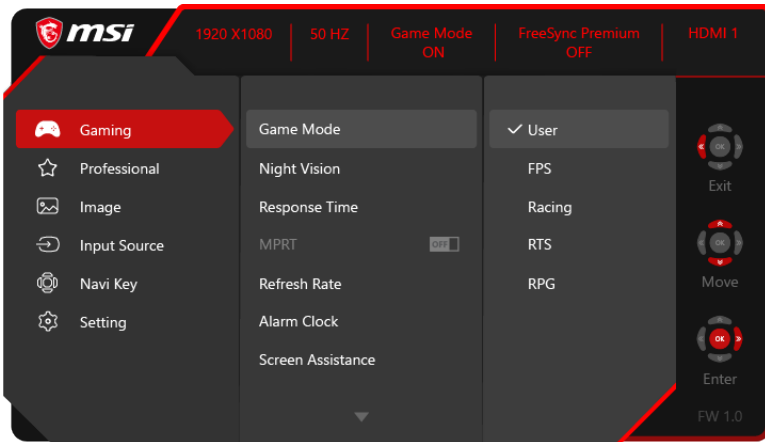 msi
1920 X1080
50 HZ
Game Mode
ON
FreeSync Premium
OFF
HDMI 1
Gaming
Professional
Image
Input Source
Navi Key
Setting
Game Mode
Night Vision
Response Time
MPRT OFF
Refresh Rate
Alarm Clock
Screen Assistance
User
FPS
Racing
RTS
RPG
OK
Exit
OK
Move
OK
Enter
FW 1.0